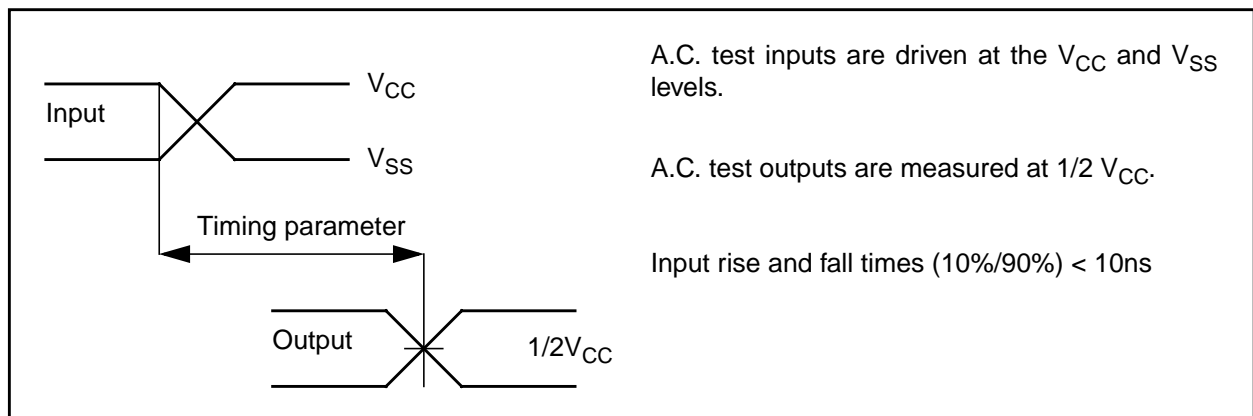 Input
V_CC
V_SS
Timing parameter
Output
1/2V_CC
A.C. test inputs are driven at the V_CC and V_SS
levels.
A.C. test outputs are measured at 1/2 V_CC.
Input rise and fall times (10%/90%) < 10ns